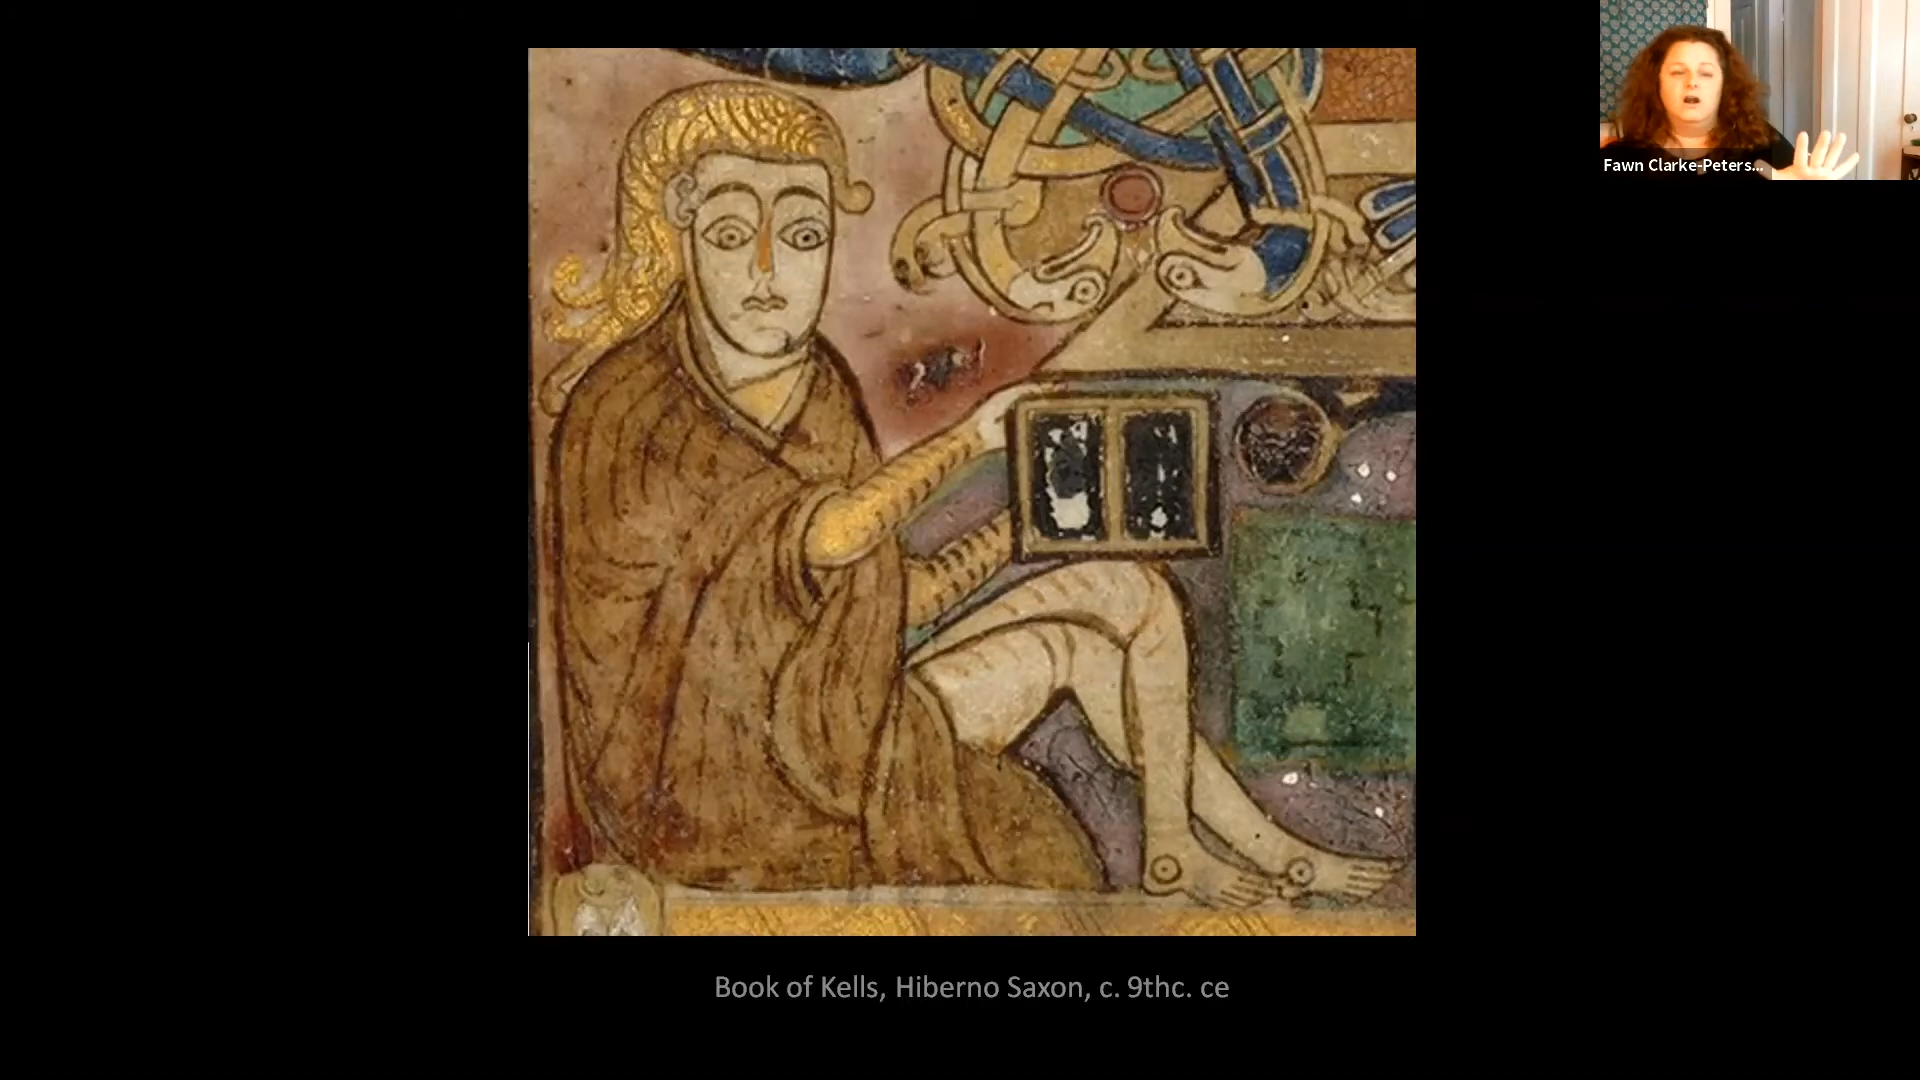 Fawn Clarke-Peters...
Book of Kells, Hiberno Saxon, c. 9thc. ce